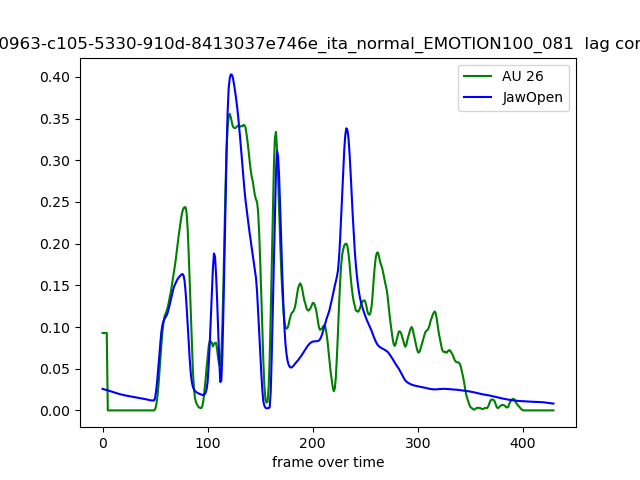 0963-c105-5330-910d-8413037e746e_ita_normal_EMOTION100_081 lag cor
AU 26
JawOpen
0.40
0.35
0.30
0.25
0.20
0.15
0.10
0.05
0.00
0 100 200 300 400
frame over time